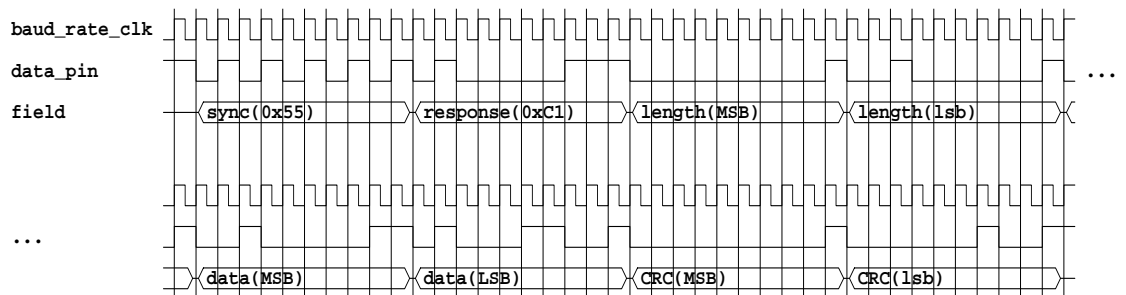 baud_rate_clk
data_pin ...
field sync(0x55) response(0xC1) length(MSB) length(lsb)
...
data(MSB) data(LSB) CRC(MSB) CRC(lsb)